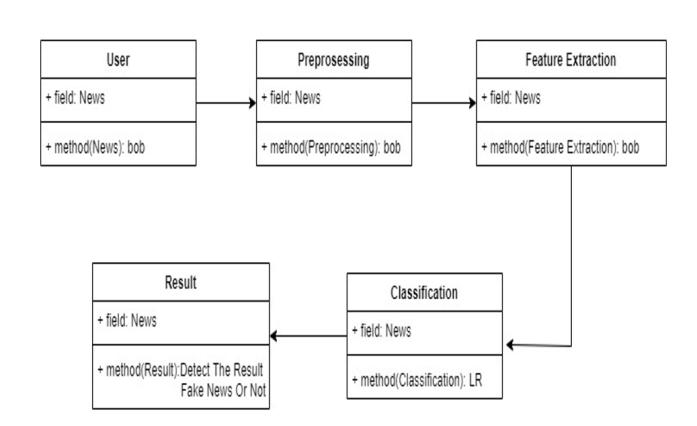 User
+ field: News
+ method(News): bob
Preprosessing
+ field: News
+ method(Preprocessing): bob
Feature Extraction
+ field: News
+ method(Feature Extraction): bob
Result
+ field: News
+ method(Result):Detect The Result
Fake News Or Not
Classification
+ field: News
+ method(Classification): LR